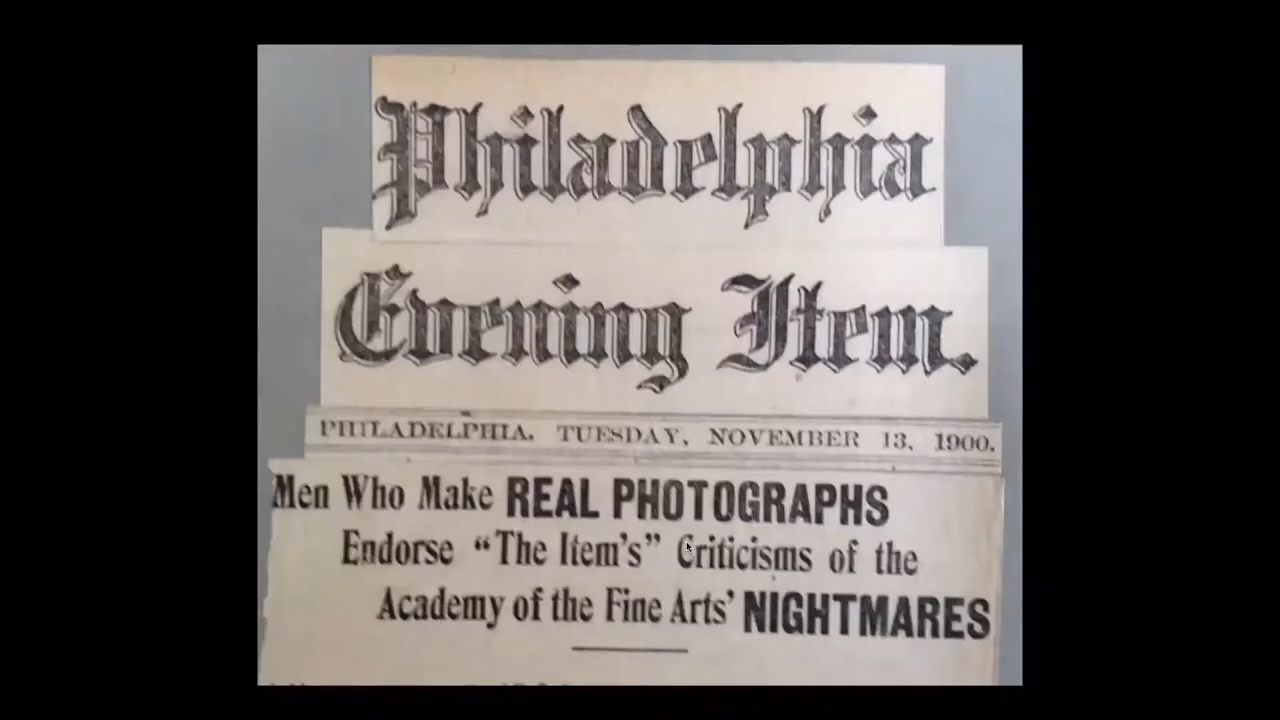 Philadelphia
Evening Item.
PHILADELPHIA, TUESDAY, NOVEMBER 13, 1900.
Men Who Make REAL PHOTOGRAPHS
Endorse “The Item’s” Criticisms of the
Academy of the Fine Arts’ NIGHTMARES